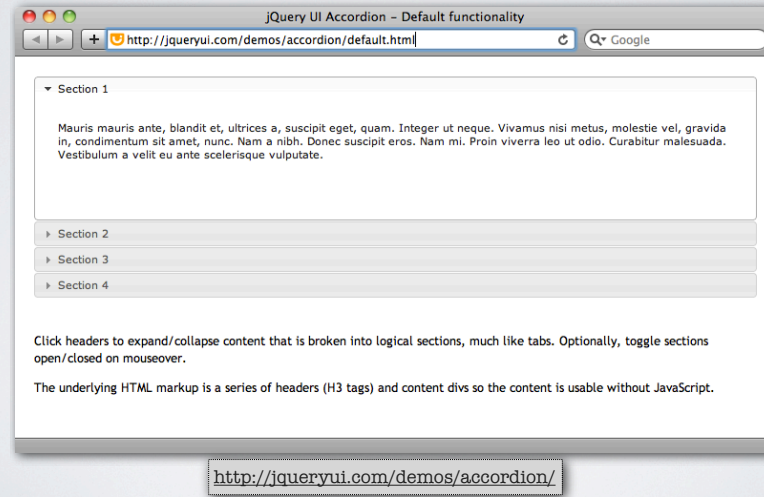 jQuery UI Accordion – Default functionality
http://jqueryui.com/demos/accordion/default.html
Google
Section 1
Mauris mauris ante, blandit et, ultrices a, suscipit eget, quam. Integer ut neque. Vivamus nisi metus, molestie vel, gravida
in, condimentum sit amet, nunc. Nam a nibh. Donec suscipit eros. Nam mi. Proin viverra leo ut odio. Curabitur malesuada.
Vestibulum a velit eu ante scelerisque vulputate.
Section 2
Section 3
Section 4
Click headers to expand/collapse content that is broken into logical sections, much like tabs. Optionally, toggle sections
open/closed on mouseover.
The underlying HTML markup is a series of headers (H3 tags) and content divs so the content is usable without JavaScript.
http://jqueryui.com/demos/accordion/